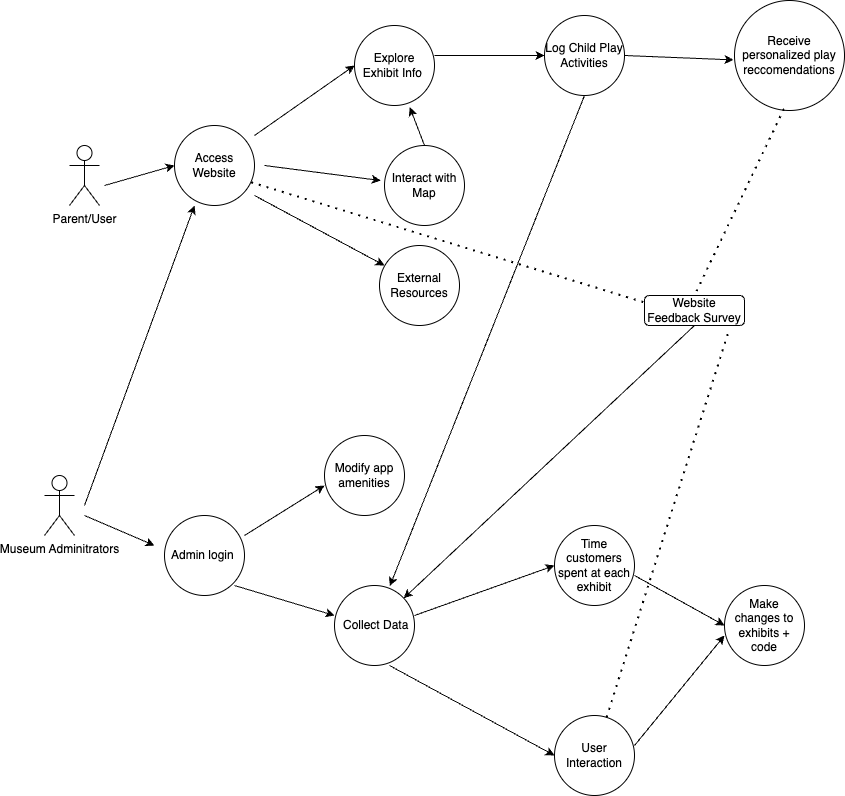 Explore
Exhibit Info
Log Child Play
Activities
Receive
personalized play
reccomendations
Access
Website
Interact with
Map
Parent/User
External
Resources
Website
Feedback Survey
Modify app
amenities
Museum Adminitrators
Admin login
Time
customers
spent at each
exhibit
Collect Data
Make
changes to
exhibits +
code
User
Interaction